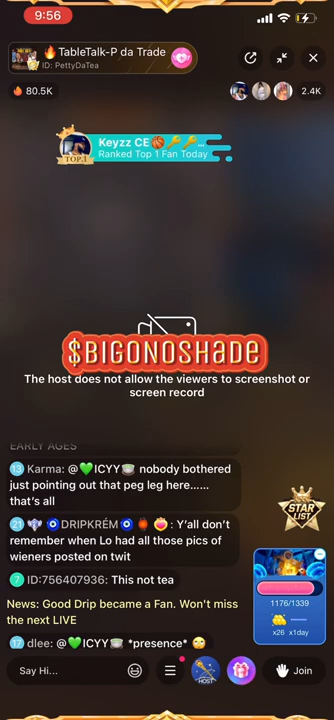 9:56
🔥TableTalk-P da Trade
ID: PettyDaTea
80.5K
2.4K
TOP.1
Keyzz CE🏀🔑🔑...
Ranked Top 1 Fan Today
$BIGONOSHADE
The host does not allow the viewers to screenshot or
screen record
EARLY AGES
13 Karma: @💚ICYY🍵 nobody bothered
just pointing out that peg leg here......
that's all
21 🧿DRIPKRÉM🧿: Y'all don't
remember when Lo had all those pics of
wieners posted on twit
7 ID:756407936: This not tea
News: Good Drip became a Fan. Won't miss
the next LIVE
17 dlee: @💚ICYY🍵 *presence* 🙄
STAR
LIST
1176/1339
x26 x1day
Say Hi...
HOST
Join